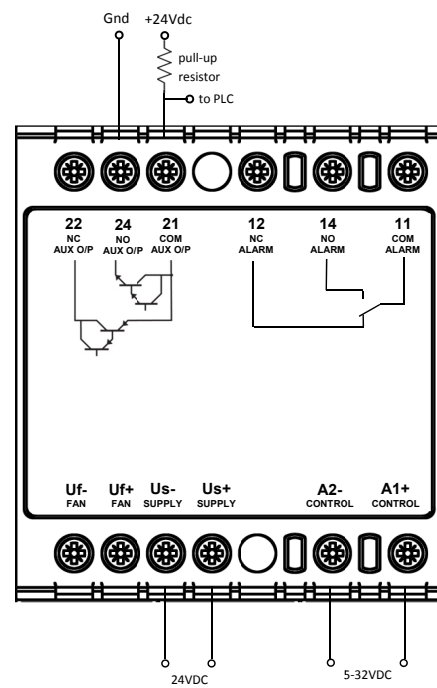 Gnd +24Vdc
pull-up
resistor
to PLC
22 24 21 12 14 11
NC NO COM NC NO COM
AUX O/P AUX O/P AUX O/P ALARM ALARM ALARM
Uf- Uf+ Us- Us+ A2- A1+
FAN FAN SUPPLY SUPPLY CONTROL CONTROL
24VDC 5-32VDC